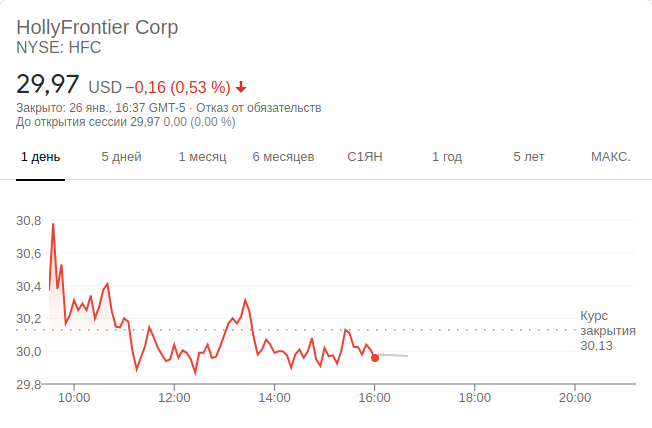 HollyFrontier Corp
NYSE: HFC
29,97 USD −0,16 (0,53 %)
Закрыто: 26 янв., 16:37 GMT-5 · Отказ от обязательств
До открытия сессии 29,97 0,00 (0,00 %)
1 день 5 дней 1 месяц 6 месяцев С1ЯН 1 год 5 лет МАКС.
30,8
30,6
30,4
30,2
30,0
29,8
Курс
закрытия
30,13
10:00 12:00 14:00 16:00 18:00 20:00